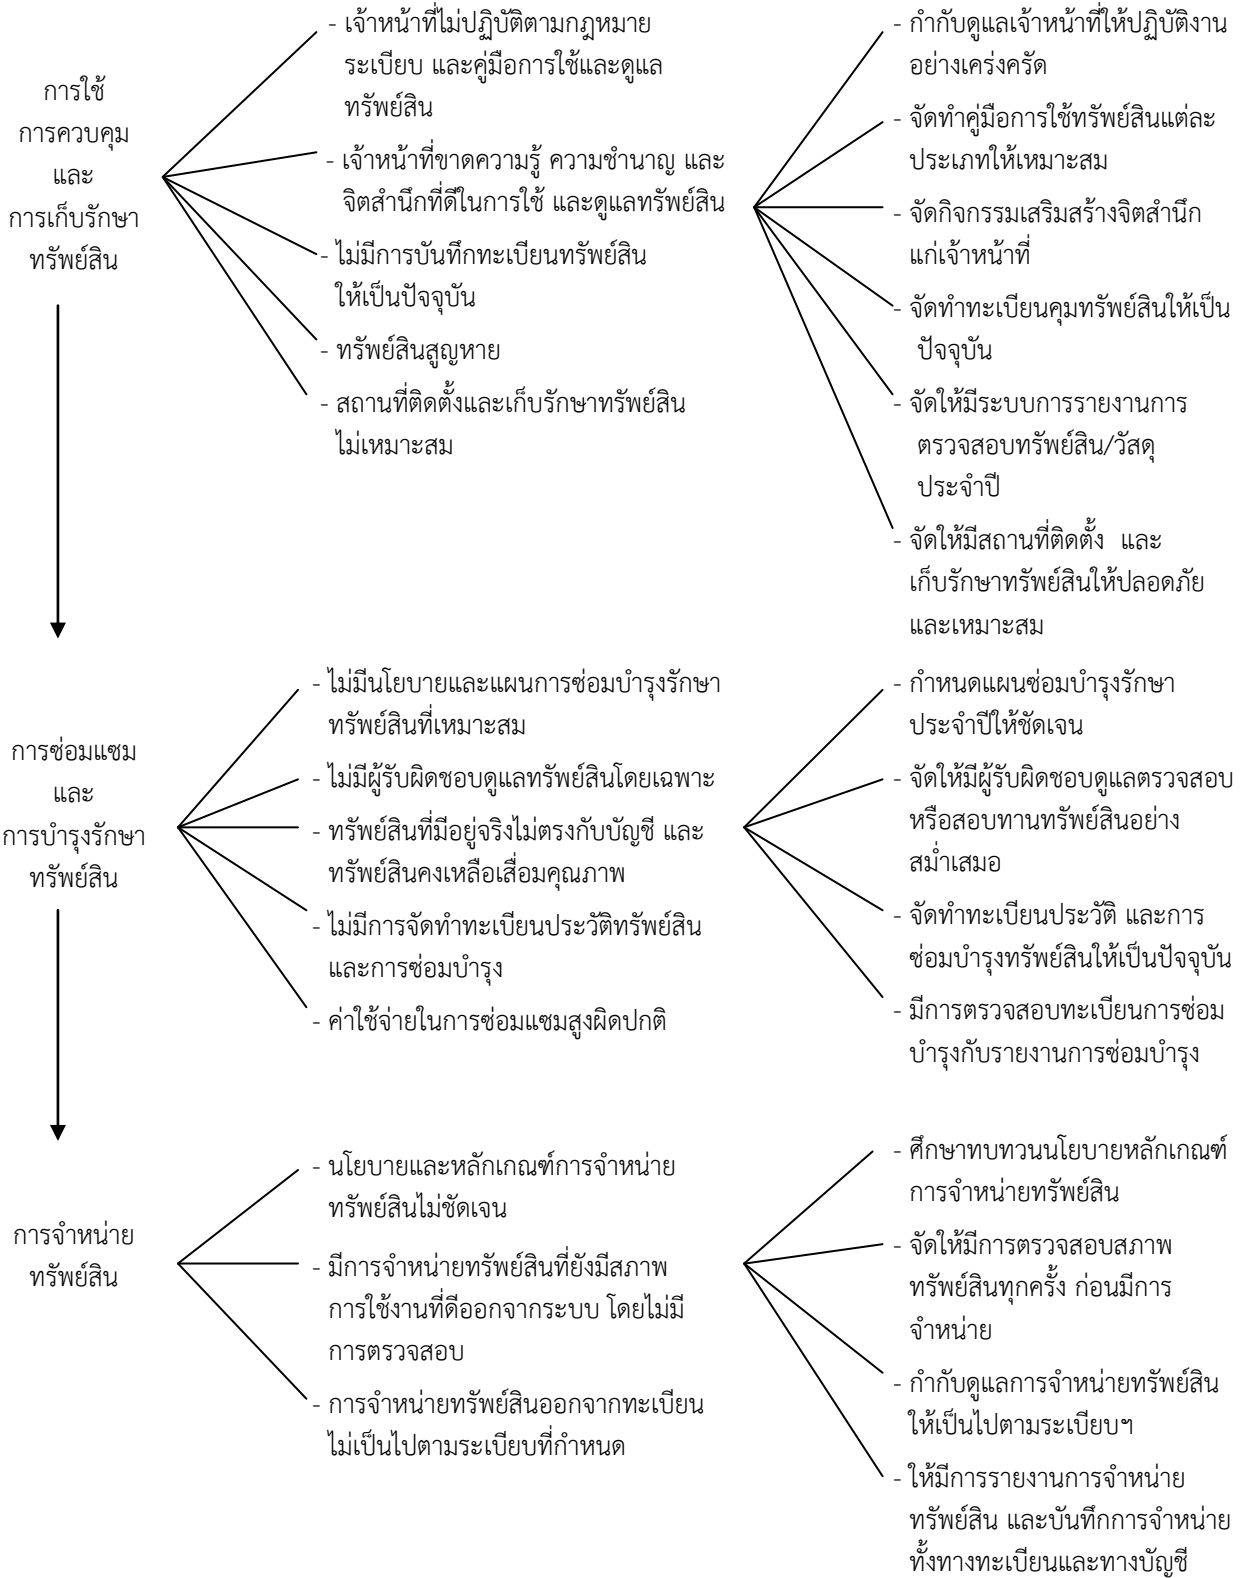 การใช้
การควบคุม
และ
การเก็บรักษา
ทรัพย์สิน
- เจ้าหน้าที่ไม่ปฏิบัติตามกฎหมาย
ระเบียบ และคู่มือการใช้และดูแล
ทรัพย์สิน
- เจ้าหน้าที่ขาดความรู้ ความชำนาญ และ
จิตสำนึกที่ดีในการใช้ และดูแลทรัพย์สิน
- ไม่มีการบันทึกทะเบียนทรัพย์สิน
ให้เป็นปัจจุบัน
- ทรัพย์สินสูญหาย
- สถานที่ติดตั้งและเก็บรักษาทรัพย์สิน
ไม่เหมาะสม
- กำกับดูแลเจ้าหน้าที่ให้ปฏิบัติงาน
อย่างเคร่งครัด
- จัดทำคู่มือการใช้ทรัพย์สินแต่ละ
ประเภทให้เหมาะสม
- จัดกิจกรรมเสริมสร้างจิตสำนึก
แก่เจ้าหน้าที่
- จัดทำทะเบียนคุมทรัพย์สินให้เป็น
ปัจจุบัน
- จัดให้มีระบบการรายงานการ
ตรวจสอบทรัพย์สิน/วัสดุ
ประจำปี
- จัดให้มีสถานที่ติดตั้ง และ
เก็บรักษาทรัพย์สินให้ปลอดภัย
และเหมาะสม
การซ่อมแซม
และ
การบำรุงรักษา
ทรัพย์สิน
- ไม่มีนโยบายและแผนการซ่อมบำรุงรักษา
ทรัพย์สินที่เหมาะสม
- ไม่มีผู้รับผิดชอบดูแลทรัพย์สินโดยเฉพาะ
- ทรัพย์สินที่มีอยู่จริงไม่ตรงกับบัญชี และ
ทรัพย์สินคงเหลือเสื่อมคุณภาพ
- ไม่มีการจัดทำทะเบียนประวัติทรัพย์สิน
และการซ่อมบำรุง
- ค่าใช้จ่ายในการซ่อมแซมสูงผิดปกติ
- กำหนดแผนซ่อมบำรุงรักษา
ประจำปีให้ชัดเจน
- จัดให้มีผู้รับผิดชอบดูแลตรวจสอบ
หรือสอบทานทรัพย์สินอย่าง
สม่ำเสมอ
- จัดทำทะเบียนประวัติ และการ
ซ่อมบำรุงทรัพย์สินให้เป็นปัจจุบัน
- มีการตรวจสอบทะเบียนการซ่อม
บำรุงกับรายงานการซ่อมบำรุง
การจำหน่าย
ทรัพย์สิน
- นโยบายและหลักเกณฑ์การจำหน่าย
ทรัพย์สินไม่ชัดเจน
- มีการจำหน่ายทรัพย์สินที่ยังมีสภาพ
การใช้งานที่ดีออกจากระบบ โดยไม่มี
การตรวจสอบ
- การจำหน่ายทรัพย์สินออกจากทะเบียน
ไม่เป็นไปตามระเบียบที่กำหนด
- ศึกษาทบทวนนโยบายหลักเกณฑ์
การจำหน่ายทรัพย์สิน
- จัดให้มีการตรวจสอบสภาพ
ทรัพย์สินทุกครั้ง ก่อนมีการ
จำหน่าย
- กำกับดูแลการจำหน่ายทรัพย์สิน
ให้เป็นไปตามระเบียบฯ
- ให้มีการรายงานการจำหน่าย
ทรัพย์สิน และบันทึกการจำหน่าย
ทั้งทางทะเบียนและทางบัญชี